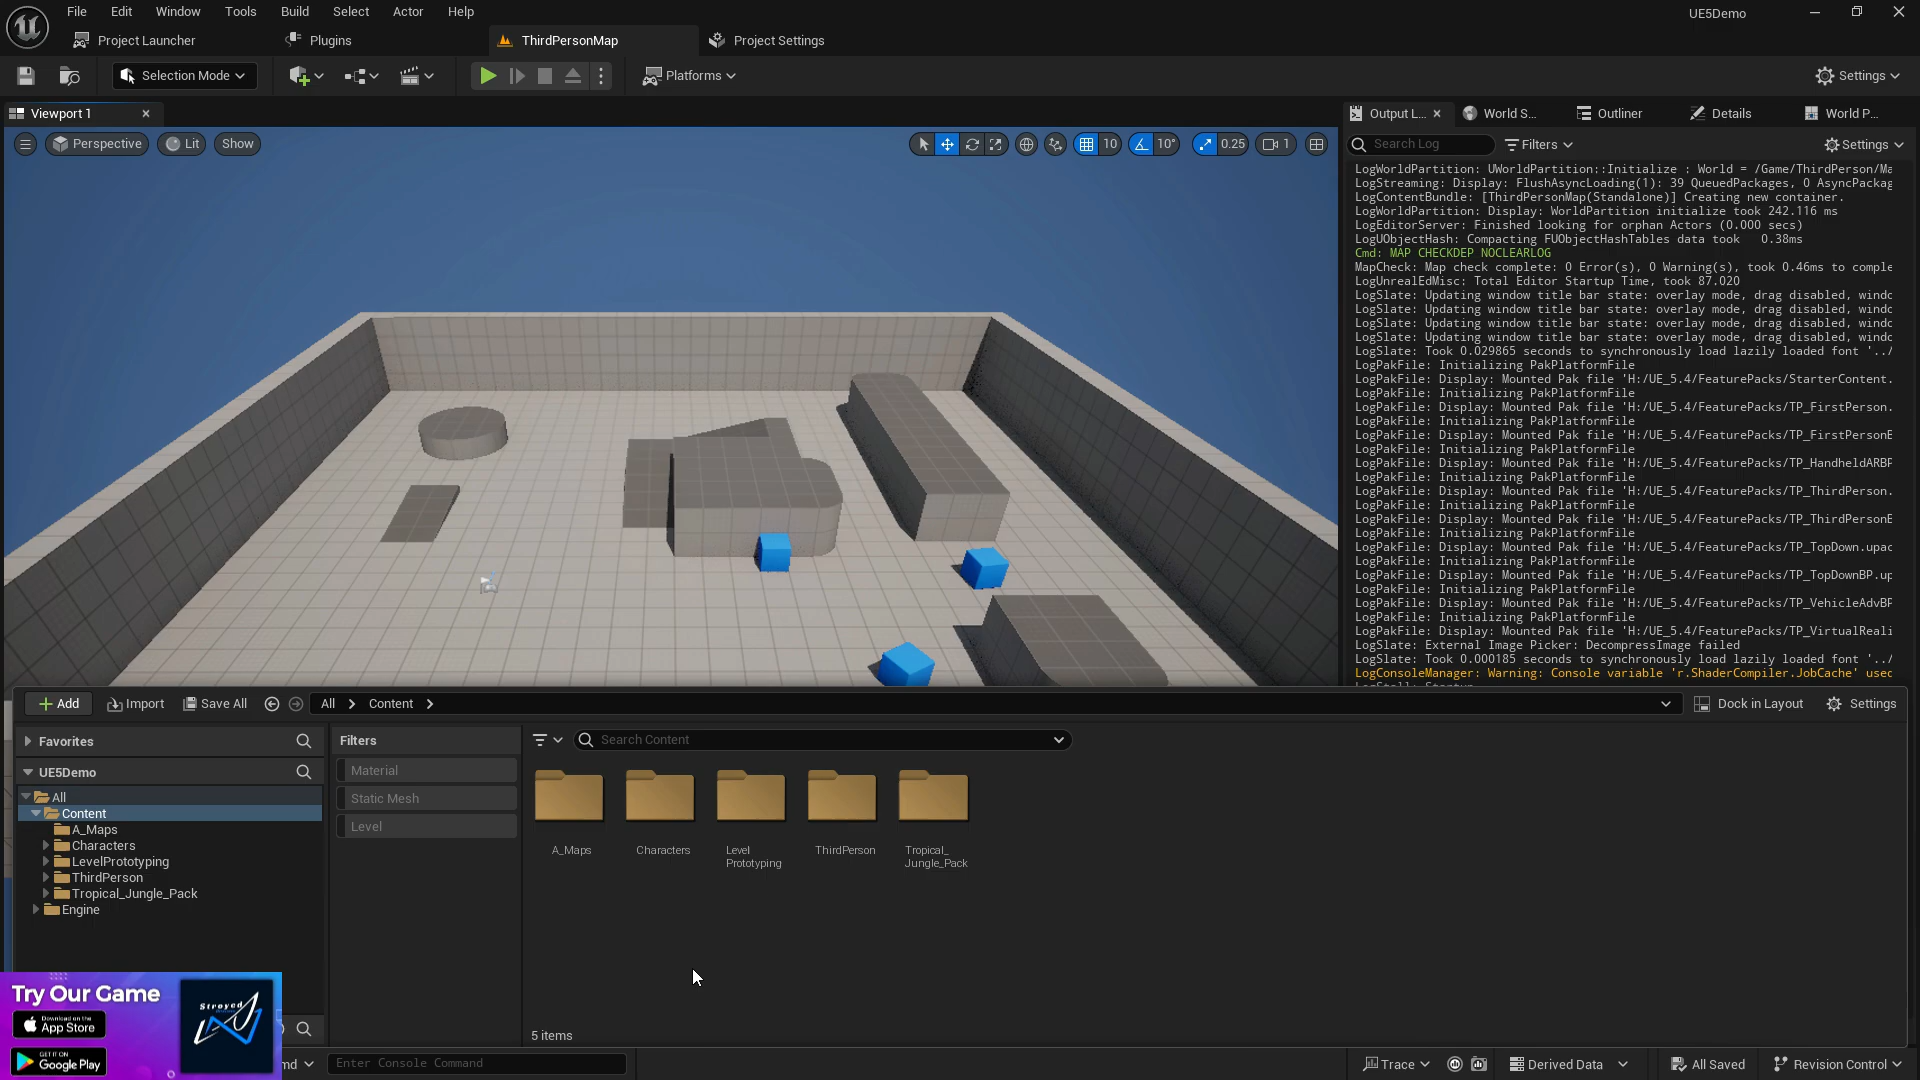 File Edit Window Tools Build Select Actor Help
UE5Demo
Project Launcher Plugins ThirdPersonMap Project Settings
Selection Mode Platforms Settings
Viewport 1
Output L... World S... Outliner Details World P...
Perspective Lit Show 10 10° 0.25 1
Search Log Filters Settings
LogWorldPartition: UWorldPartition::Initialize : World = /Game/ThirdPerson/Ma
LogStreaming: Display: FlushAsyncLoading(1): 39 QueuedPackages, 0 AsyncPackag
LogContentBundle: [ThirdPersonMap(Standalone)] Creating new container.
LogWorldPartition: Display: WorldPartition initialize took 242.116 ms
LogEditorServer: Finished looking for orphan Actors (0.000 secs)
LogUObjectHash: Compacting FUObjectHashTables data took 0.38ms
Cmd: MAP CHECKDEP NOCLEARLOG
MapCheck: Map check complete: 0 Error(s), 0 Warning(s), took 0.46ms to comple
LogUnrealEdMisc: Total Editor Startup Time, took 87.020
LogSlate: Updating window title bar state: overlay mode, drag disabled, windo
LogSlate: Updating window title bar state: overlay mode, drag disabled, windo
LogSlate: Updating window title bar state: overlay mode, drag disabled, windo
LogSlate: Updating window title bar state: overlay mode, drag disabled, windo
LogSlate: Took 0.029865 seconds to synchronously load lazily loaded font '../
LogPakFile: Initializing PakPlatformFile
LogPakFile: Display: Mounted Pak file 'H:/UE_5.4/FeaturePacks/StarterContent.
LogPakFile: Initializing PakPlatformFile
LogPakFile: Display: Mounted Pak file 'H:/UE_5.4/FeaturePacks/TP_FirstPerson.
LogPakFile: Initializing PakPlatformFile
LogPakFile: Display: Mounted Pak file 'H:/UE_5.4/FeaturePacks/TP_FirstPersonB
LogPakFile: Initializing PakPlatformFile
LogPakFile: Display: Mounted Pak file 'H:/UE_5.4/FeaturePacks/TP_HandheldARBP
LogPakFile: Initializing PakPlatformFile
LogPakFile: Display: Mounted Pak file 'H:/UE_5.4/FeaturePacks/TP_ThirdPerson.
LogPakFile: Initializing PakPlatformFile
LogPakFile: Display: Mounted Pak file 'H:/UE_5.4/FeaturePacks/TP_ThirdPersonB
LogPakFile: Initializing PakPlatformFile
LogPakFile: Display: Mounted Pak file 'H:/UE_5.4/FeaturePacks/TP_TopDown.upac
LogPakFile: Initializing PakPlatformFile
LogPakFile: Display: Mounted Pak file 'H:/UE_5.4/FeaturePacks/TP_TopDownBP.up
LogPakFile: Initializing PakPlatformFile
LogPakFile: Display: Mounted Pak file 'H:/UE_5.4/FeaturePacks/TP_VehicleAdvBP
LogPakFile: Initializing PakPlatformFile
LogPakFile: Display: Mounted Pak file 'H:/UE_5.4/FeaturePacks/TP_VirtualReali
LogSlate: External Image Picker: DecompressImage failed
LogSlate: Took 0.000185 seconds to synchronously load lazily loaded font '../
LogConsoleManager: Warning: Console variable 'r.ShaderCompiler.JobCache' used
Add Import Save All All Content Dock in Layout Settings
Favorites
UE5Demo
All
Content
A_Maps
Characters
LevelPrototyping
ThirdPerson
Tropical_Jungle_Pack
Engine
Filters
Material
Static Mesh
Level
Search Content
A_Maps Characters Level Prototyping ThirdPerson Tropical_ Jungle_Pack
5 items
Try Our Game
Download on the
App Store
GET IT ON
Google Play
Stroyed
md Enter Console Command
Trace Derived Data All Saved Revision Control